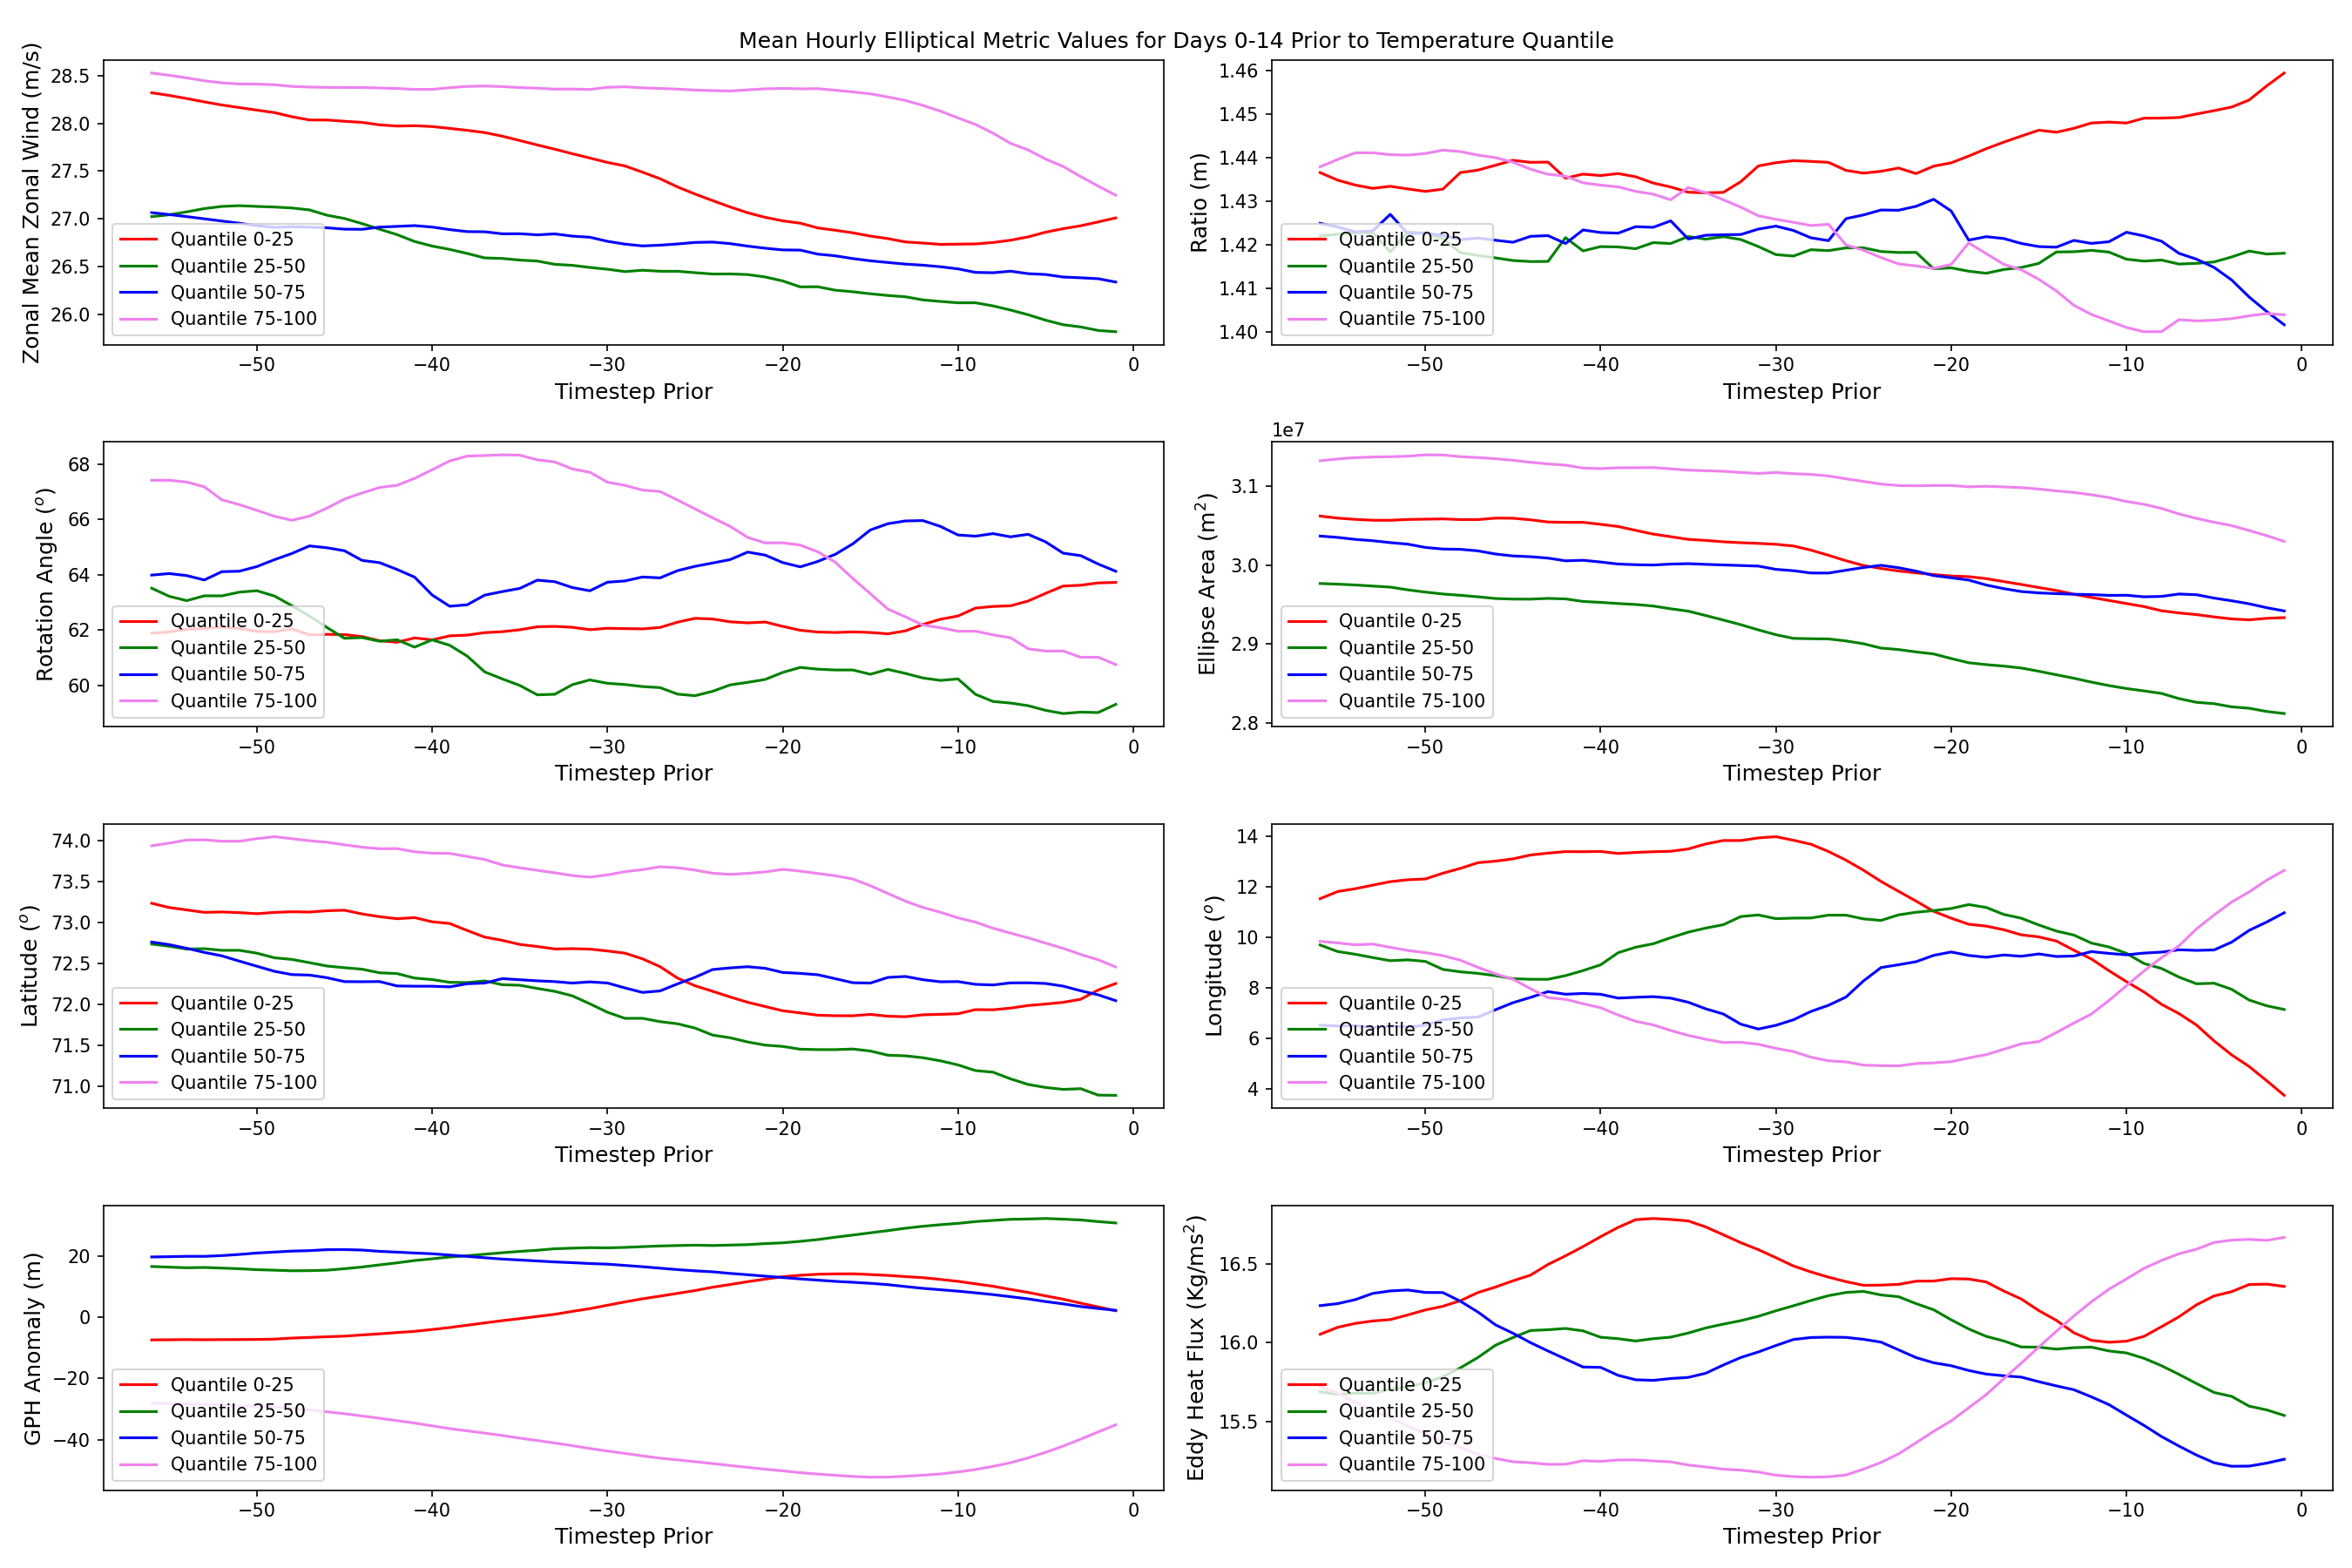 Mean Hourly Elliptical Metric Values for Days 0-14 Prior to Temperature Quantile
Zonal Mean Zonal Wind (m/s)
28.5
28.0
27.5
27.0
26.5
26.0
Quantile 0-25
Quantile 25-50
Quantile 50-75
Quantile 75-100
−50 −40 −30 −20 −10 0
Timestep Prior
Ratio (m)
1.46
1.45
1.44
1.43
1.42
1.41
1.40
Quantile 0-25
Quantile 25-50
Quantile 50-75
Quantile 75-100
−50 −40 −30 −20 −10 0
Timestep Prior
Rotation Angle (°)
68
66
64
62
60
Quantile 0-25
Quantile 25-50
Quantile 50-75
Quantile 75-100
−50 −40 −30 −20 −10 0
Timestep Prior
1e7
Ellipse Area (m²)
3.1
3.0
2.9
2.8
Quantile 0-25
Quantile 25-50
Quantile 50-75
Quantile 75-100
−50 −40 −30 −20 −10 0
Timestep Prior
Latitude (°)
74.0
73.5
73.0
72.5
72.0
71.5
71.0
Quantile 0-25
Quantile 25-50
Quantile 50-75
Quantile 75-100
−50 −40 −30 −20 −10 0
Timestep Prior
Longitude (°)
14
12
10
8
6
4
Quantile 0-25
Quantile 25-50
Quantile 50-75
Quantile 75-100
−50 −40 −30 −20 −10 0
Timestep Prior
GPH Anomaly (m)
20
0
−20
−40
Quantile 0-25
Quantile 25-50
Quantile 50-75
Quantile 75-100
−50 −40 −30 −20 −10 0
Timestep Prior
Eddy Heat Flux (Kg/ms²)
16.5
16.0
15.5
Quantile 0-25
Quantile 25-50
Quantile 50-75
Quantile 75-100
−50 −40 −30 −20 −10 0
Timestep Prior